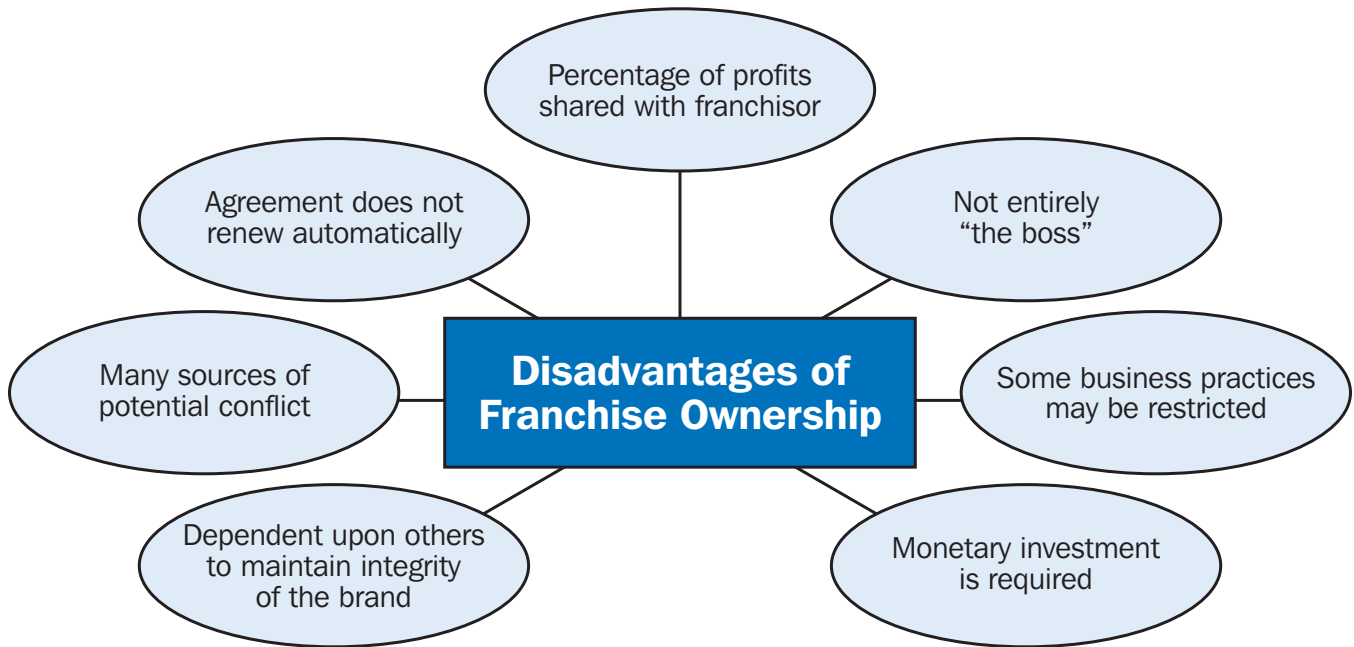 Percentage of profits
shared with franchisor
Agreement does not
renew automatically
Not entirely
“the boss”
Many sources of
potential conflict
Disadvantages of
Franchise Ownership
Some business practices
may be restricted
Dependent upon others
to maintain integrity
of the brand
Monetary investment
is required